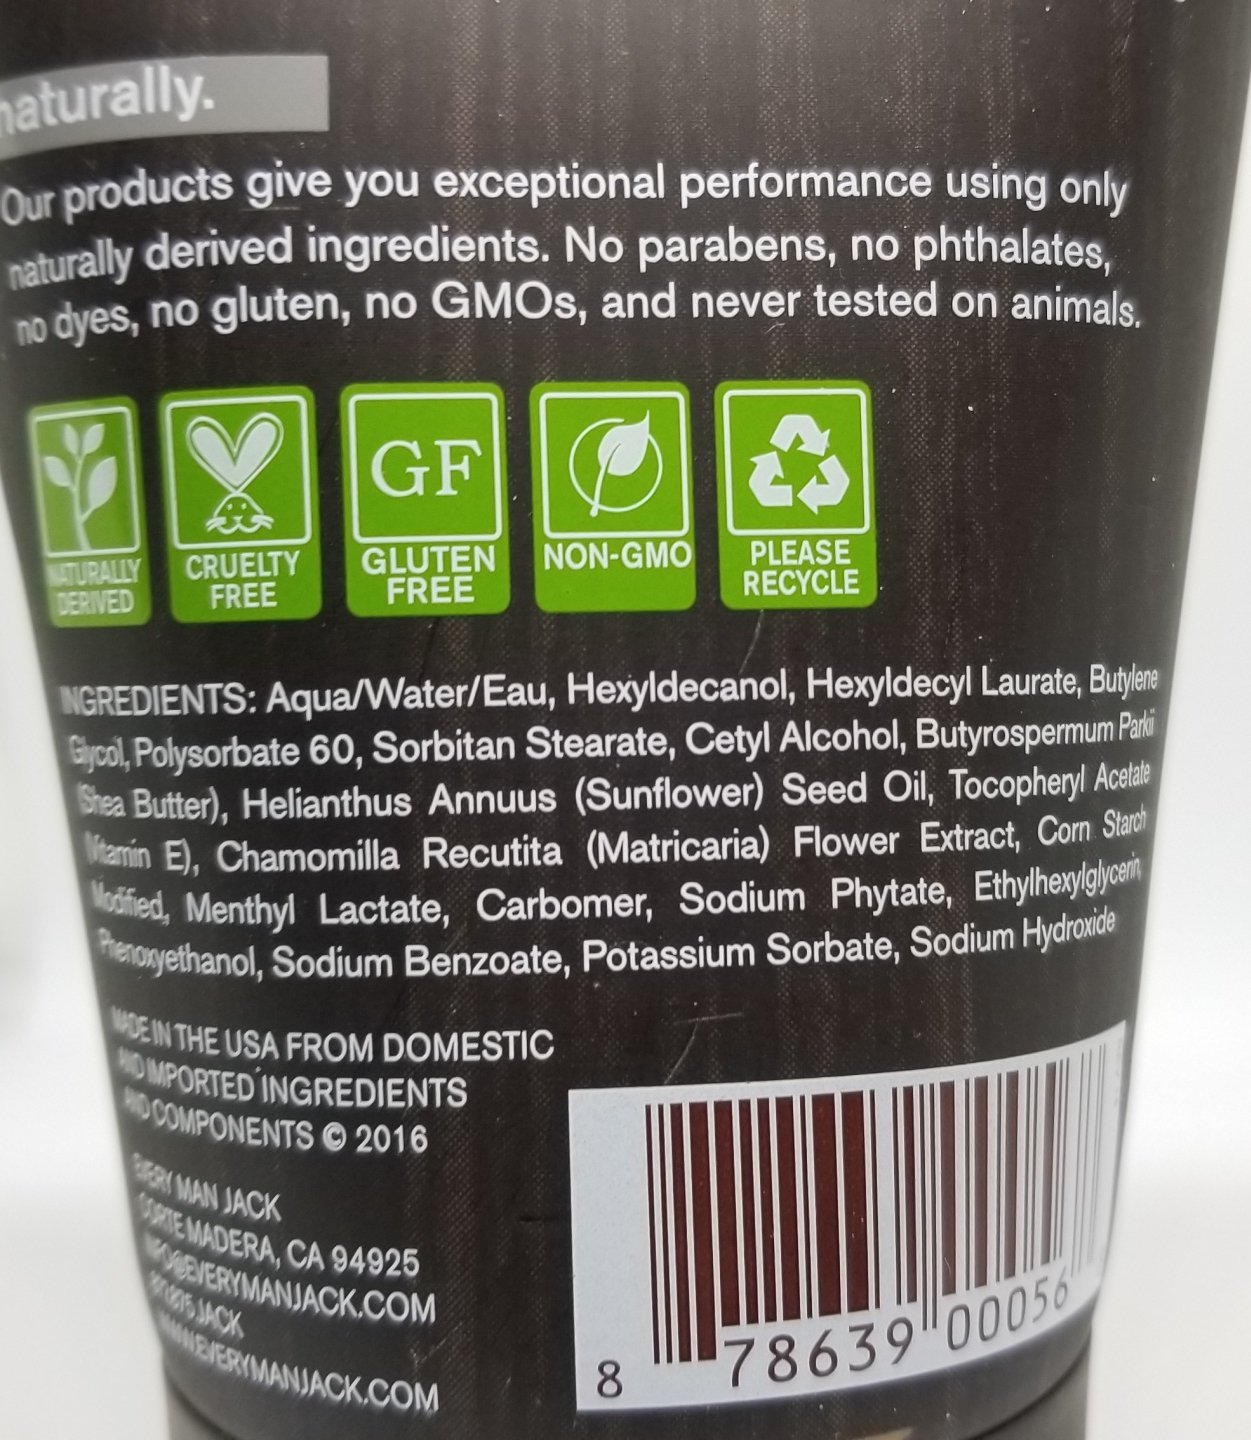 naturally.
Our products give you exceptional performance using only
naturally derived ingredients. No parabens, no phthalates,
no dyes, no gluten, no GMOs, and never tested on animals.
NATURALLY DERIVED
CRUELTY FREE
GF
GLUTEN FREE
NON-GMO
PLEASE RECYCLE
INGREDIENTS: Aqua/Water/Eau, Hexyldecanol, Hexyldecyl Laurate, Butylene
Glycol, Polysorbate 60, Sorbitan Stearate, Cetyl Alcohol, Butyrospermum Parkii
(Shea Butter), Helianthus Annuus (Sunflower) Seed Oil, Tocopheryl Acetate
(Vitamin E), Chamomilla Recutita (Matricaria) Flower Extract, Corn Starch
Modified, Menthyl Lactate, Carbomer, Sodium Phytate, Ethylhexylglycerin,
Phenoxyethanol, Sodium Benzoate, Potassium Sorbate, Sodium Hydroxide
MADE IN THE USA FROM DOMESTIC
AND IMPORTED INGREDIENTS
AND COMPONENTS © 2016
EVERY MAN JACK
CORTE MADERA, CA 94925
INFO@EVERYMANJACK.COM
JACK
WWW.EVERYMANJACK.COM
8 78639 00056